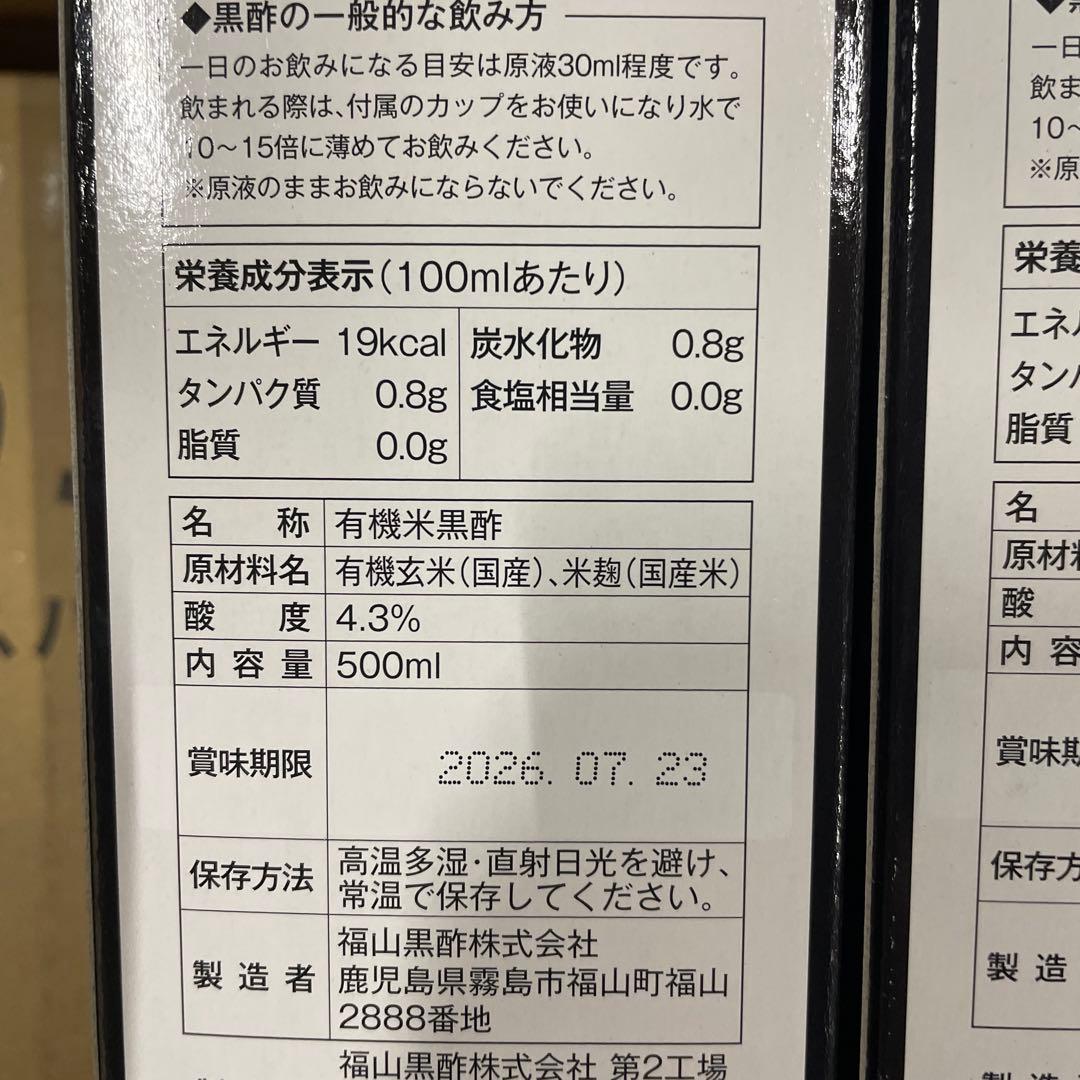 ◆黒酢の一般的な飲み方
一日のお飲みになる目安は原液30ml程度です。
飲まれる際は、付属のカップをお使いになり水で
10〜15倍に薄めてお飲みください。
※原液のままお飲みにならないでください。
栄養成分表示(100mlあたり)
エネルギー 19kcal 炭水化物 0.8g
タンパク質 0.8g 食塩相当量 0.0g
脂質 0.0g
名称 有機米黒酢
原材料名 有機玄米(国産)、米麹(国産米)
酸度 4.3%
内容量 500ml
賞味期限 2026. 07. 23
保存方法 高温多湿・直射日光を避け、
常温で保存してください。
製造者 福山黒酢株式会社
鹿児島県霧島市福山町福山
2888番地
福山黒酢株式会社 第2工場
一日
飲ま
10〜
※原
栄養
エネル
タンパ
脂質
名
原材料
酸
内容
賞味期
保存方
製造